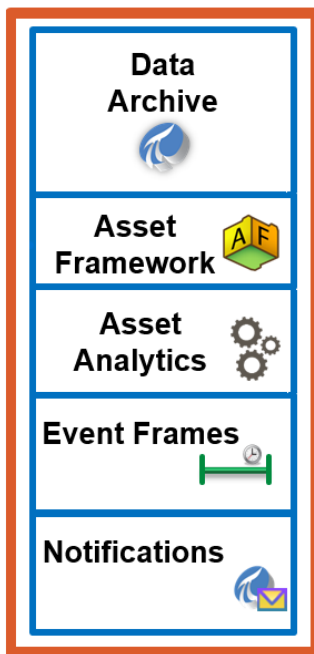 Data
Archive
Asset
Framework
AF
Asset
Analytics
Event Frames
Notifications